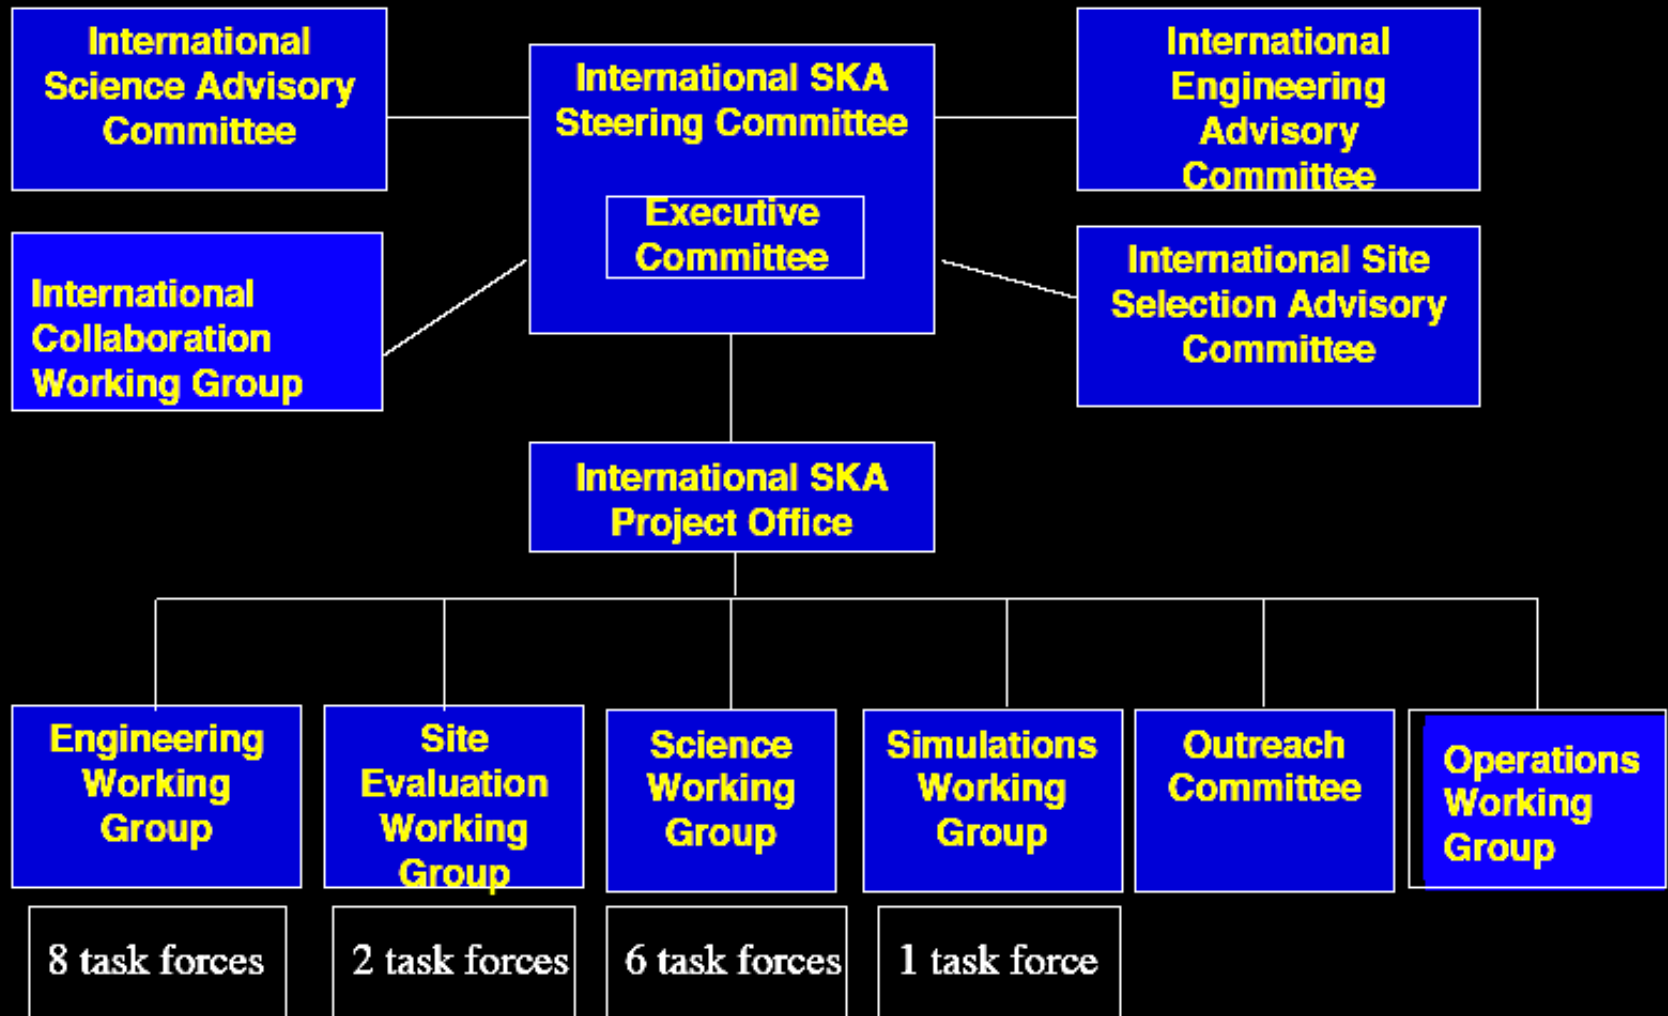 International
Science Advisory
Committee
International SKA
Steering Committee
Executive
Committee
International
Engineering
Advisory
Committee
International
Collaboration
Working Group
International Site
Selection Advisory
Committee
International SKA
Project Office
Engineering
Working
Group
Site
Evaluation
Working
Group
Science
Working
Group
Simulations
Working
Group
Outreach
Committee
Operations
Working
Group
8 task forces
2 task forces
6 task forces
1 task force